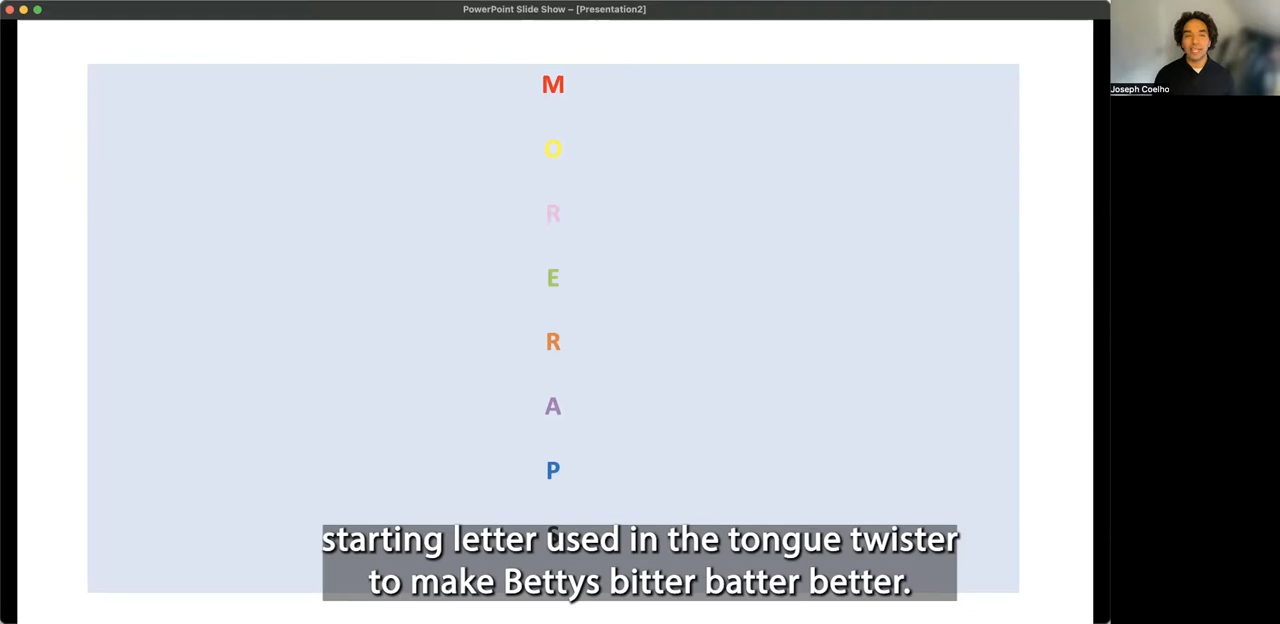 PowerPoint Slide Show – [Presentation2]
Joseph Coelho
M
O
R
E
R
A
P
starting letter used in the tongue twister
to make Bettys bitter batter better.